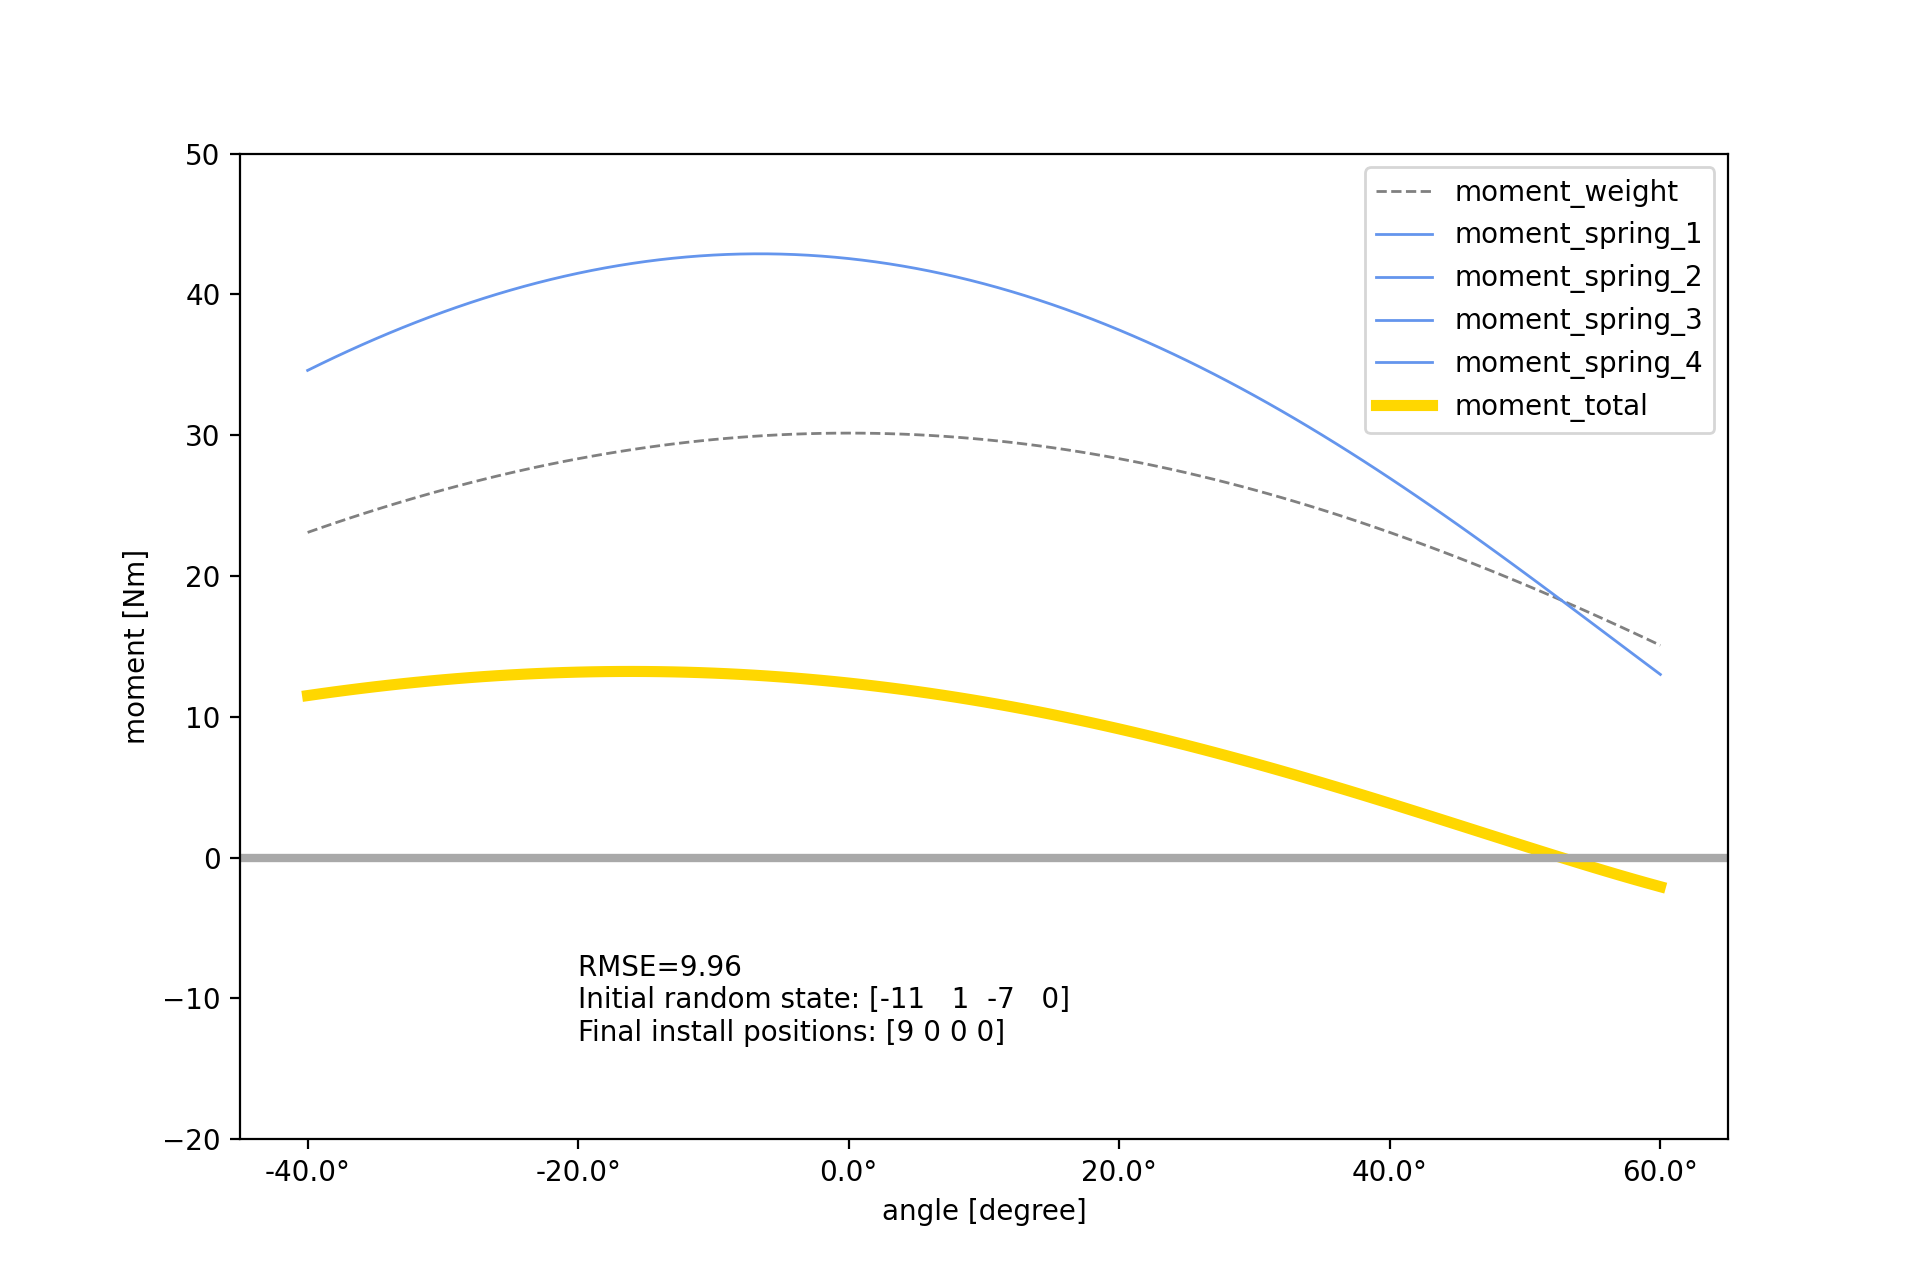 50
40
30
20
10
0
−10
−20
moment [Nm]
moment_weight
moment_spring_1
moment_spring_2
moment_spring_3
moment_spring_4
moment_total
RMSE=9.96
Initial random state: [-11   1  -7   0]
Final install positions: [9 0 0 0]
-40.0° -20.0° 0.0° 20.0° 40.0° 60.0°
angle [degree]